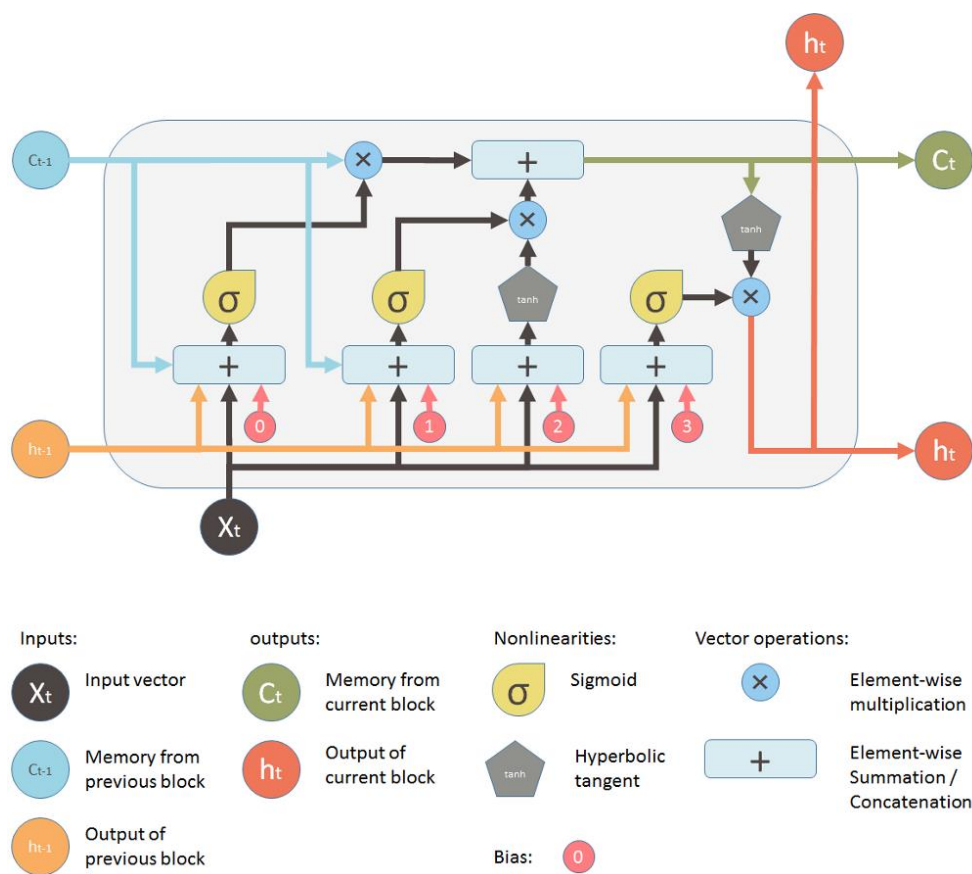 ht
Ct-1
×
+
Ct
×
tanh
σ
σ
tanh
σ
×
+
+
+
+
0
1
2
3
ht-1
ht
Xt
Inputs:
outputs:
Nonlinearities:
Vector operations:
Xt
Input vector
Ct
Memory from
current block
σ
Sigmoid
×
Element-wise
multiplication
Ct-1
Memory from
previous block
ht
Output of
current block
tanh
Hyperbolic
tangent
+
Element-wise
Summation /
Concatenation
ht-1
Output of
previous block
Bias:
0